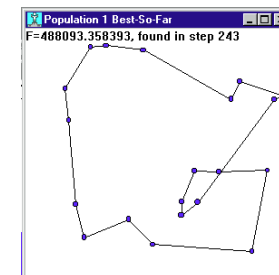 Population 1 Best-So-Far
F=488093.358393, found in step 243